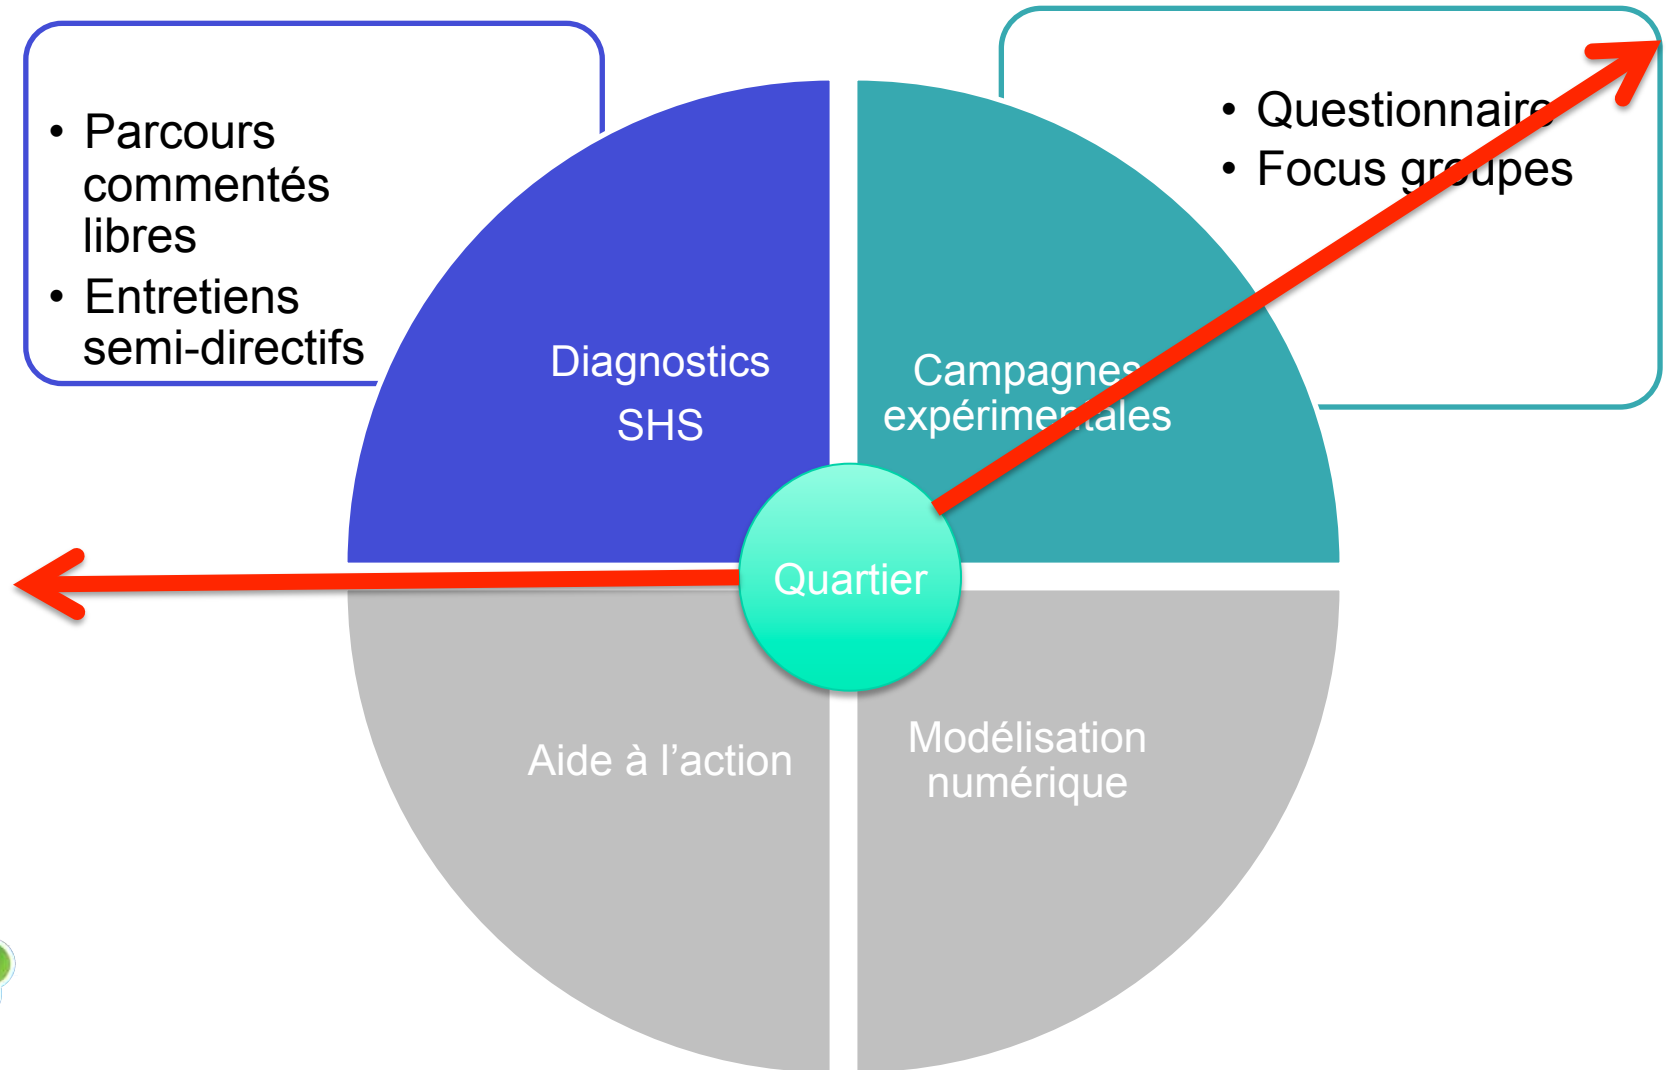 • Parcours
commentés
libres
• Entretiens
semi-directifs
• Questionnaire
• Focus groupes
Diagnostics
SHS
Campagnes
expérimentales
Quartier
Aide à l’action
Modélisation
numérique